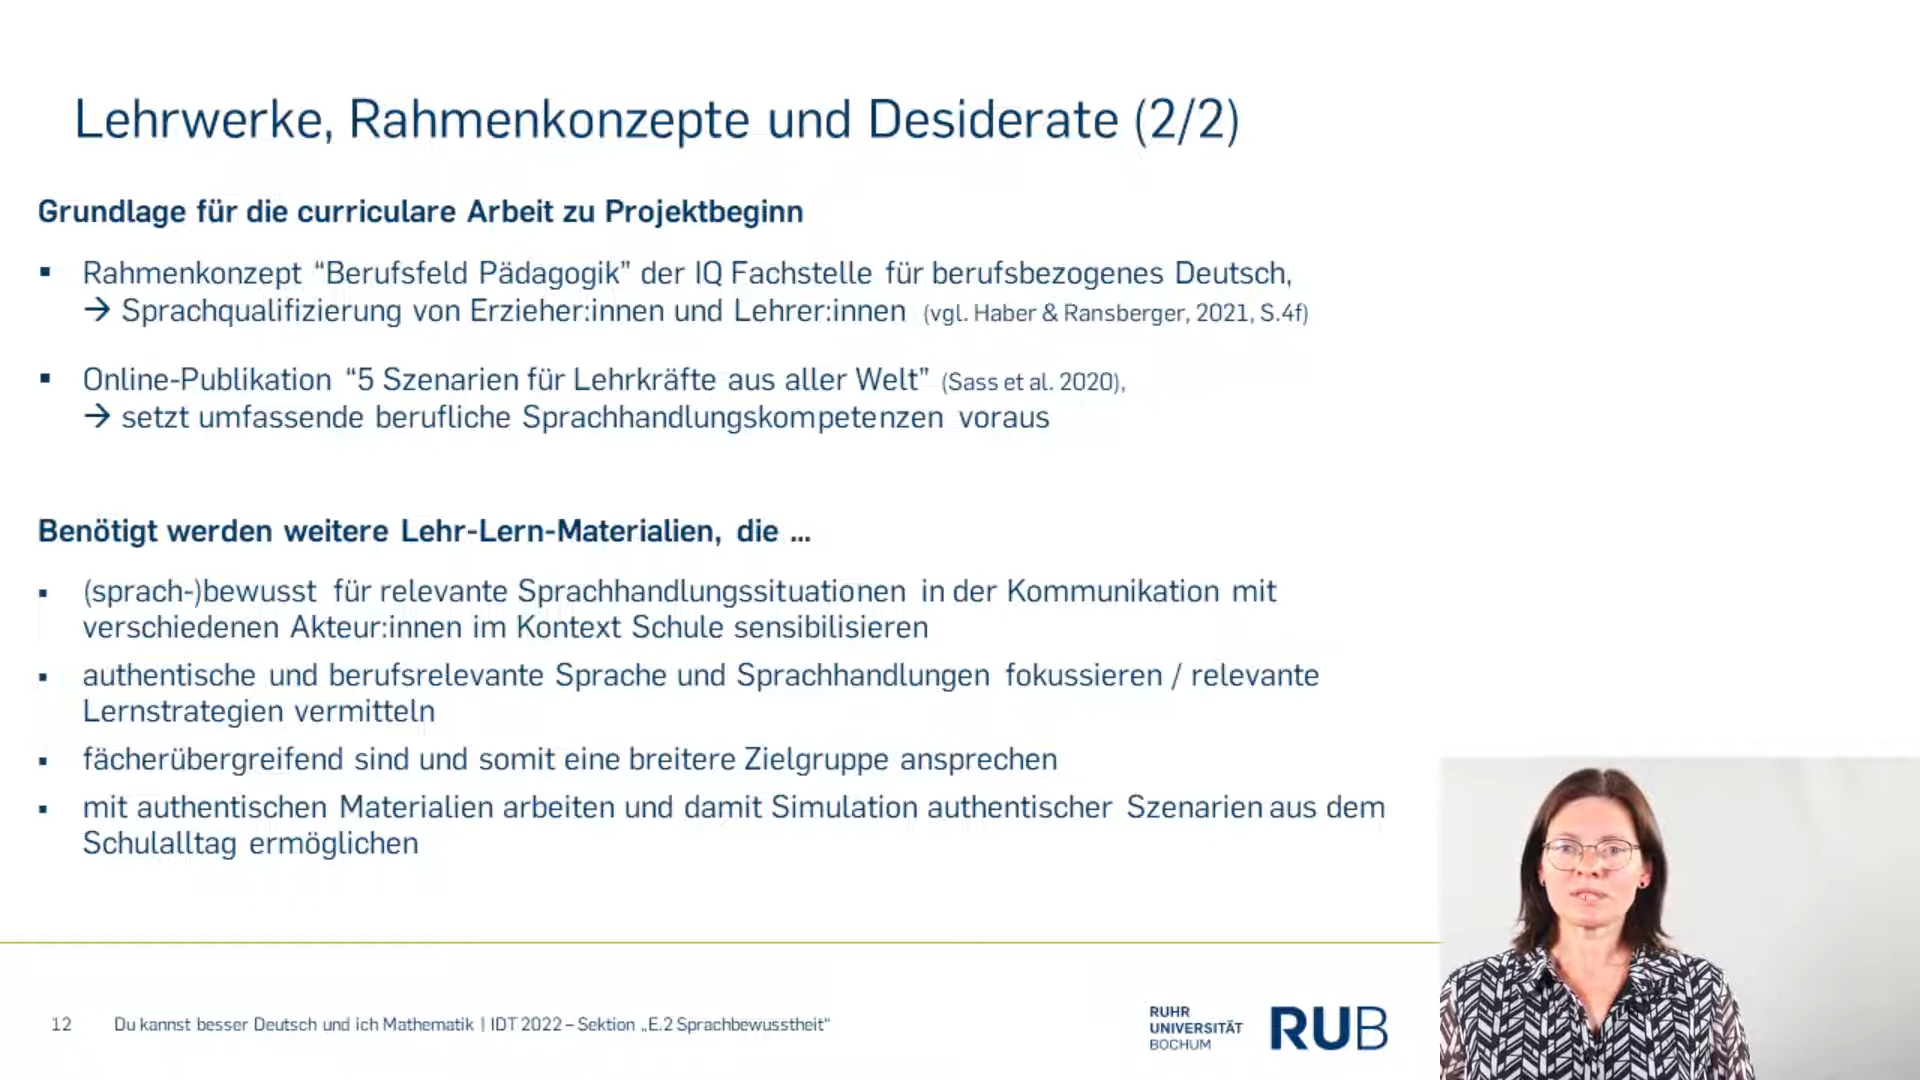 Lehrwerke, Rahmenkonzepte und Desiderate (2/2)
Grundlage für die curriculare Arbeit zu Projektbeginn
▪ Rahmenkonzept “Berufsfeld Pädagogik” der IQ Fachstelle für berufsbezogenes Deutsch,
→ Sprachqualifizierung von Erzieher:innen und Lehrer:innen (vgl. Haber & Ransberger, 2021, S.4f)
▪ Online-Publikation “5 Szenarien für Lehrkräfte aus aller Welt” (Sass et al. 2020),
→ setzt umfassende berufliche Sprachhandlungskompetenzen voraus
Benötigt werden weitere Lehr-Lern-Materialien, die ...
▪ (sprach-)bewusst für relevante Sprachhandlungssituationen in der Kommunikation mit
verschiedenen Akteur:innen im Kontext Schule sensibilisieren
▪ authentische und berufsrelevante Sprache und Sprachhandlungen fokussieren / relevante
Lernstrategien vermitteln
▪ fächerübergreifend sind und somit eine breitere Zielgruppe ansprechen
▪ mit authentischen Materialien arbeiten und damit Simulation authentischer Szenarien aus dem
Schulalltag ermöglichen
12 Du kannst besser Deutsch und ich Mathematik | IDT 2022 – Sektion „E.2 Sprachbewusstheit“
RUHR
UNIVERSITÄT
BOCHUM
RUB